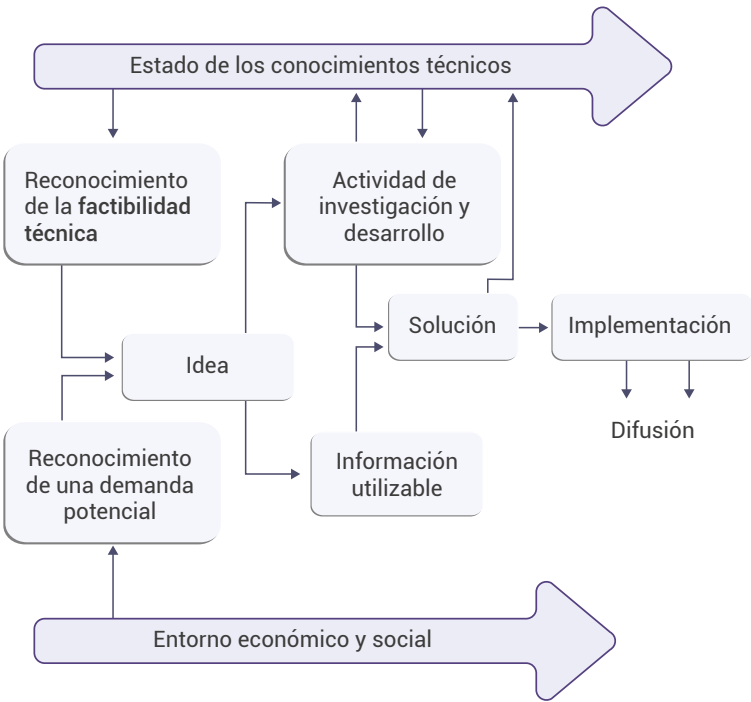 Estado de los conocimientos técnicos
Reconocimiento
de la factibilidad
técnica
Actividad de
investigación y
desarrollo
Solución
Implementación
Idea
Difusión
Reconocimiento
de una demanda
potencial
Información
utilizable
Entorno económico y social